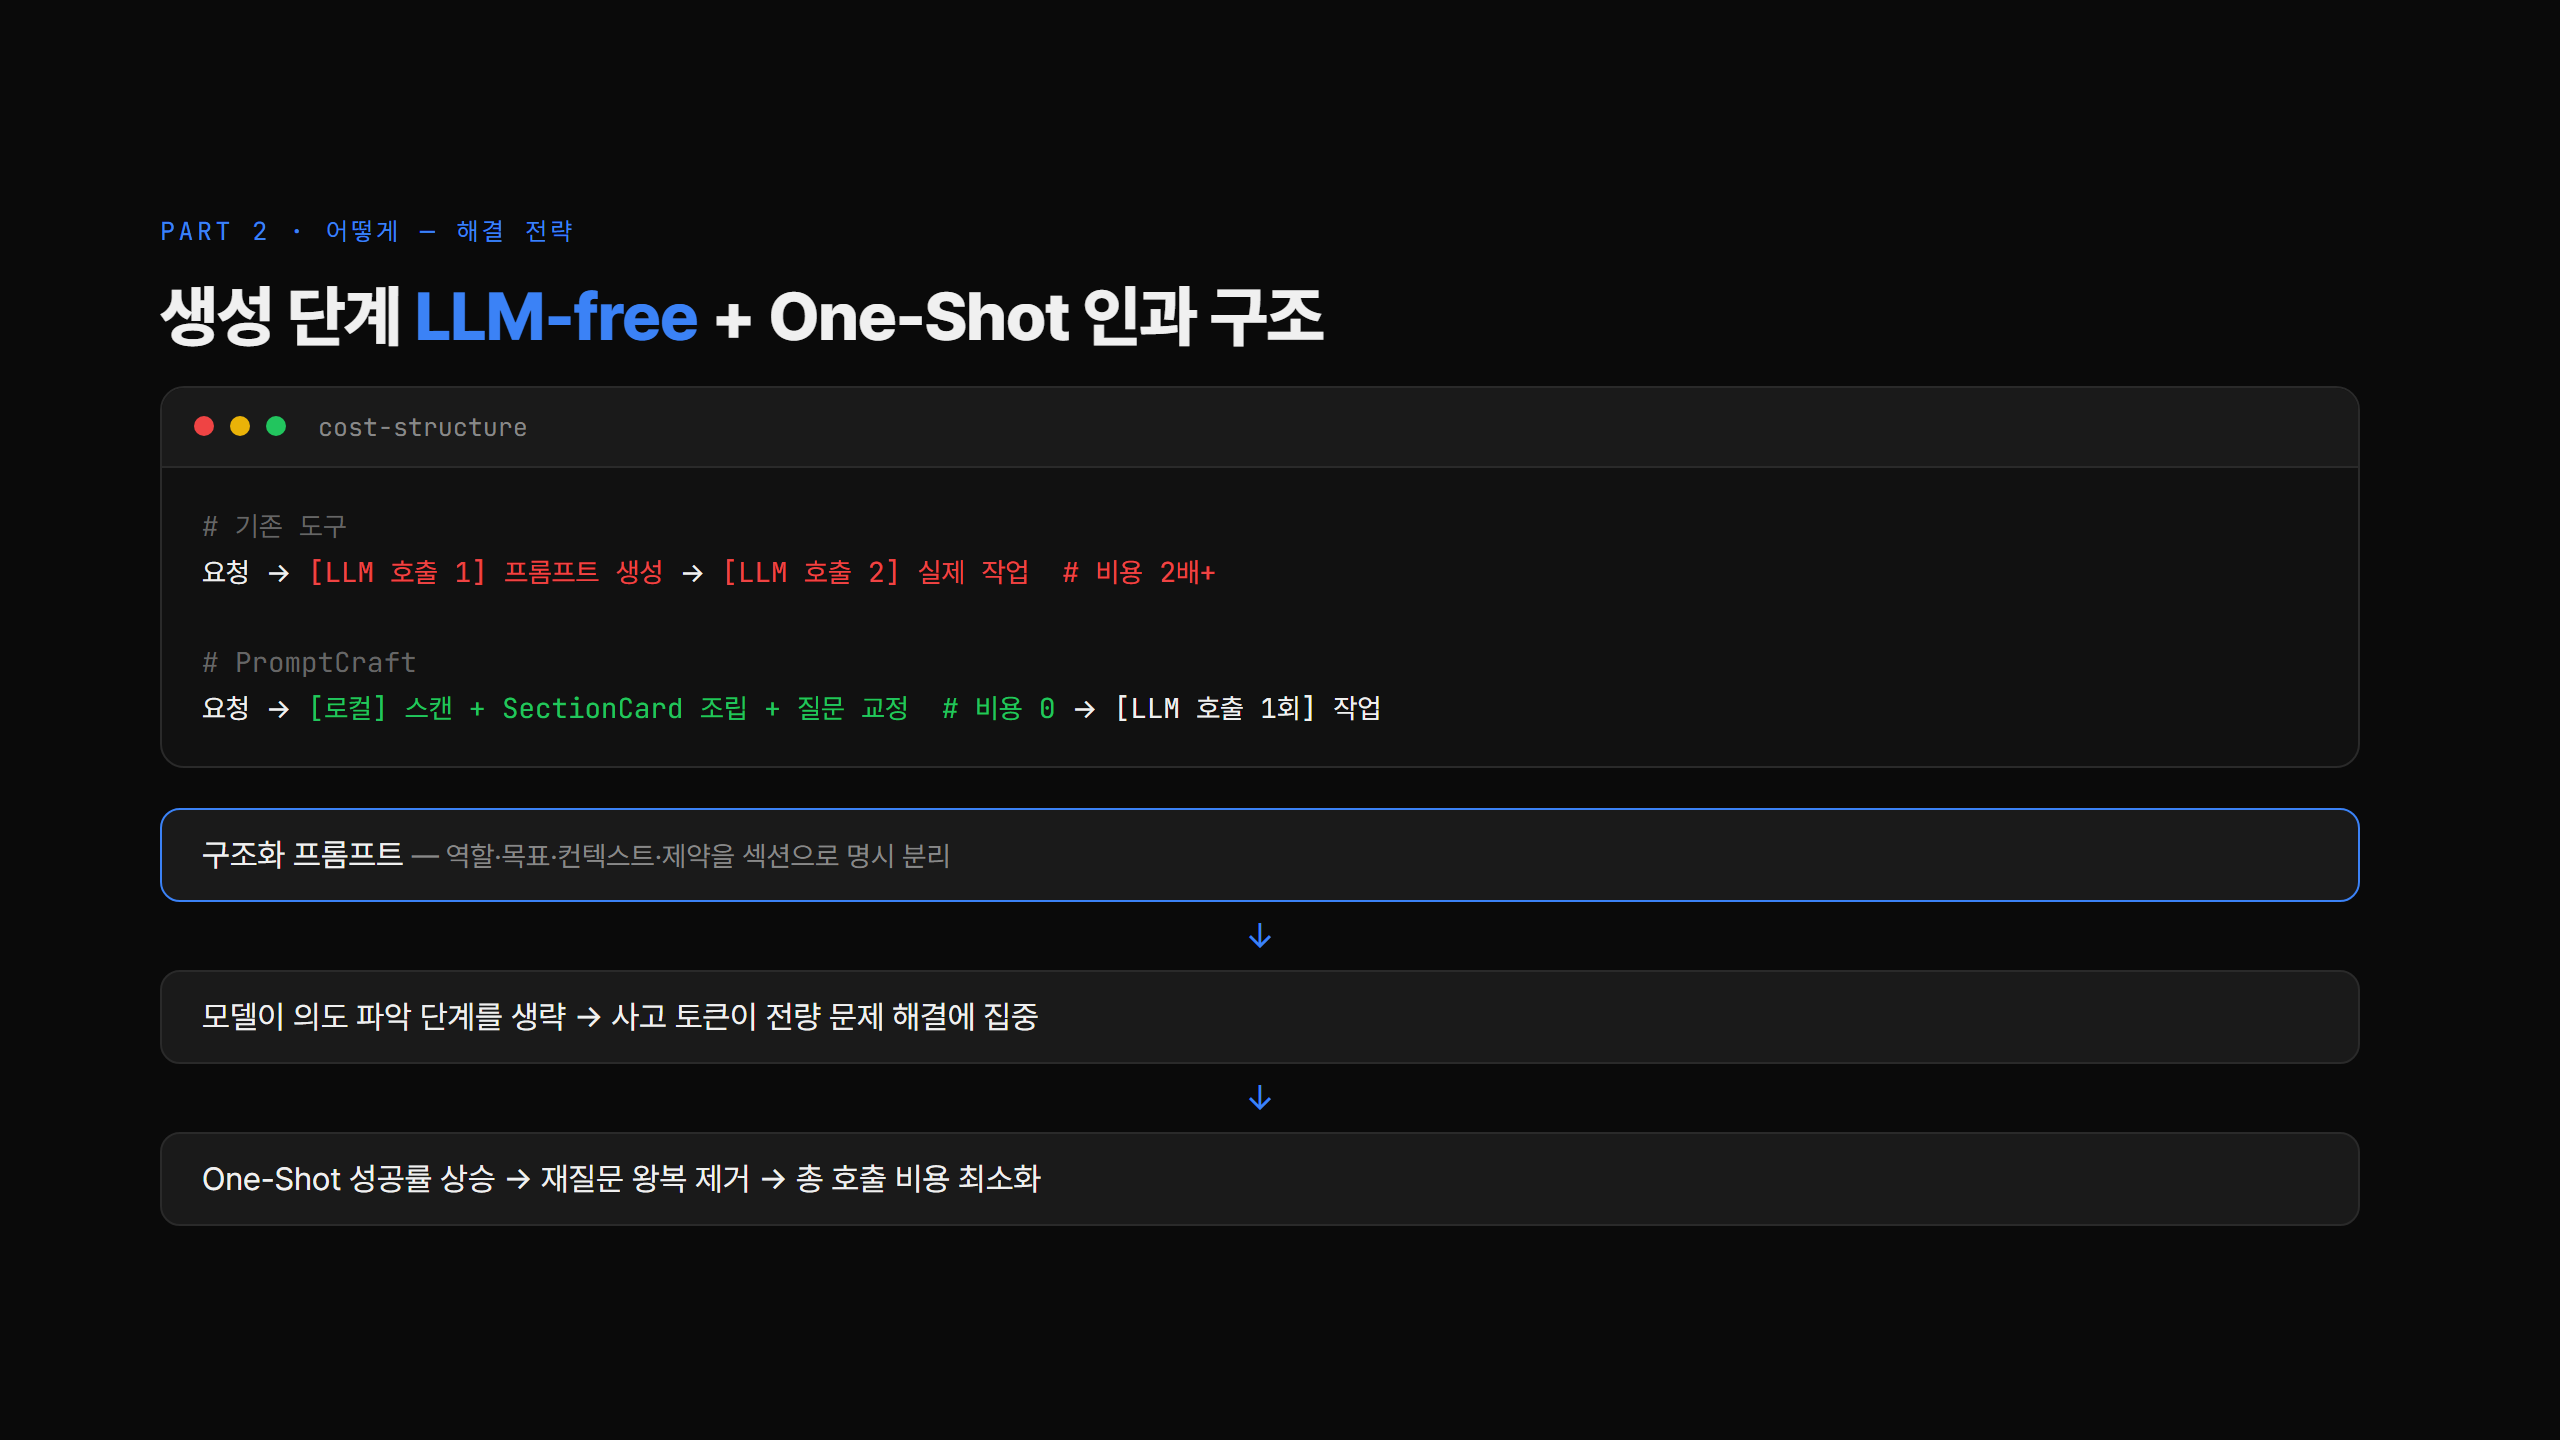 PART 2 · 어떻게 — 해결 전략
생성 단계 LLM-free + One-Shot 인과 구조
cost-structure
# 기존 도구
요청 → [LLM 호출 1] 프롬프트 생성 → [LLM 호출 2] 실제 작업  # 비용 2배+
# PromptCraft
요청 → [로컬] 스캔 + SectionCard 조립 + 질문 교정  # 비용 0 → [LLM 호출 1회] 작업
구조화 프롬프트 — 역할·목표·컨텍스트·제약을 섹션으로 명시 분리
↓
모델이 의도 파악 단계를 생략 → 사고 토큰이 전량 문제 해결에 집중
↓
One-Shot 성공률 상승 → 재질문 왕복 제거 → 총 호출 비용 최소화